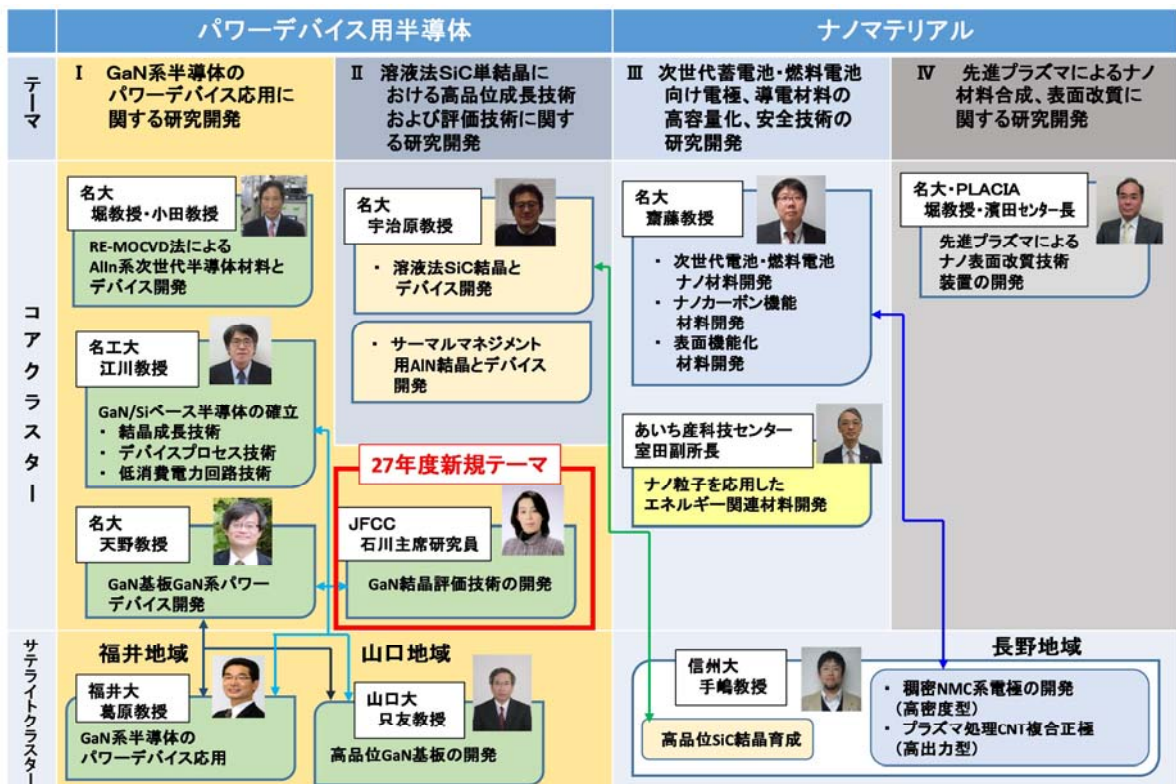 パワーデバイス用半導体
ナノマテリアル
テーマ
Ⅰ GaN系半導体の
パワーデバイス応用に
関する研究開発
Ⅱ 溶液法SiC単結晶に
おける高品位成長技術
および評価技術に関す
る研究開発
Ⅲ 次世代蓄電池・燃料電池
向け電極、導電材料の
高容量化、安全技術の
研究開発
Ⅳ 先進プラズマによるナノ
材料合成、表面改質に
関する研究開発
コアクラスター
名大
堀教授・小田教授
RE-MOCVD法による
AlIn系次世代半導体材料と
デバイス開発
名工大
江川教授
GaN/Siベース半導体の確立
・ 結晶成長技術
・ デバイスプロセス技術
・ 低消費電力回路技術
名大
天野教授
GaN基板GaN系パワー
デバイス開発
名大
宇治原教授
・ 溶液法SiC結晶と
デバイス開発
・ サーマルマネジメント
用AlN結晶とデバイス
開発
27年度新規テーマ
JFCC
石川主席研究員
GaN結晶評価技術の開発
名大
齋藤教授
・ 次世代電池・燃料電池
ナノ材料開発
・ ナノカーボン機能
材料開発
・ 表面機能化
材料開発
あいち産科技センター
室田副所長
ナノ粒子を応用した
エネルギー関連材料開発
名大・PLACIA
堀教授・濱田センター長
先進プラズマによる
ナノ表面改質技術
装置の開発
サテライトクラスター
福井地域
福井大
葛原教授
GaN系半導体の
パワーデバイス応用
山口地域
山口大
只友教授
高品位GaN基板の開発
長野地域
信州大
手嶋教授
高品位SiC結晶育成
・ 稠密NMC系電極の開発
（高密度型）
・ プラズマ処理CNT複合正極
（高出力型）